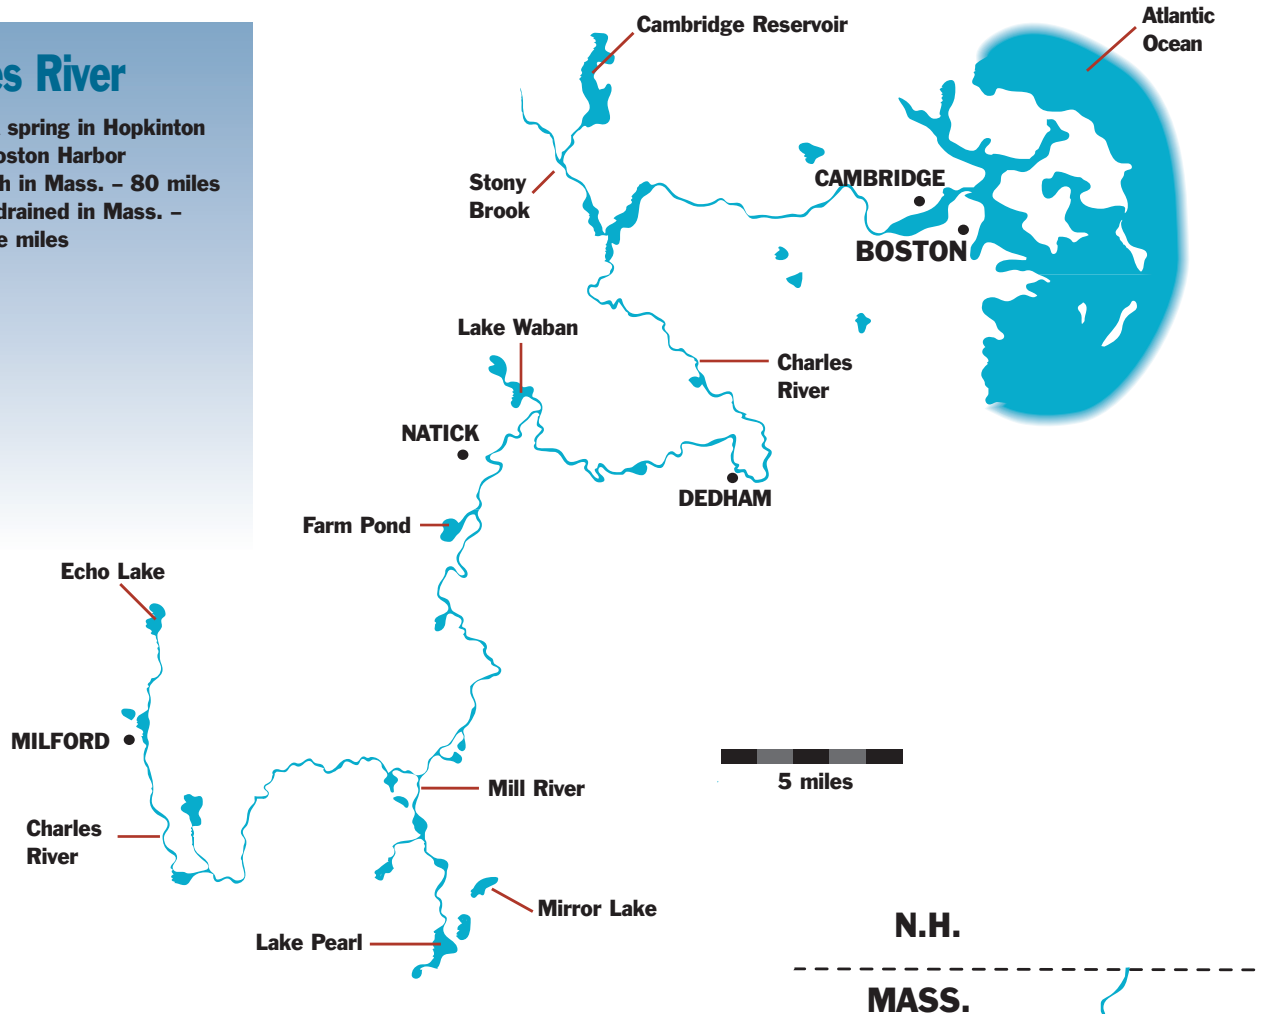 es River
spring in Hopkinton
oston Harbor
h in Mass. – 80 miles
drained in Mass. –
e miles
Cambridge Reservoir
Atlantic
Ocean
Stony
Brook
CAMBRIDGE
BOSTON
Lake Waban
Charles
River
NATICK
DEDHAM
Farm Pond
Echo Lake
MILFORD
5 miles
Mill River
Charles
River
Mirror Lake
Lake Pearl
N.H.
MASS.